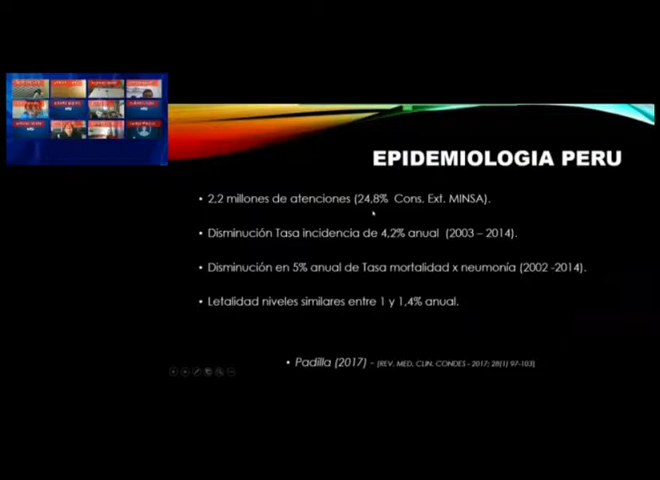 EPIDEMIOLOGIA PERU
• 2,2 millones de atenciones (24,8% Cons. Ext. MINSA).
• Disminución Tasa incidencia de 4,2% anual (2003 – 2014).
• Disminución en 5% anual de Tasa mortalidad x neumonía (2002 -2014).
• Letalidad niveles similares entre 1 y 1,4% anual.
• Padilla (2017) - (REV. MED. CLIN. CONDES - 2017; 28(1) 97-103)